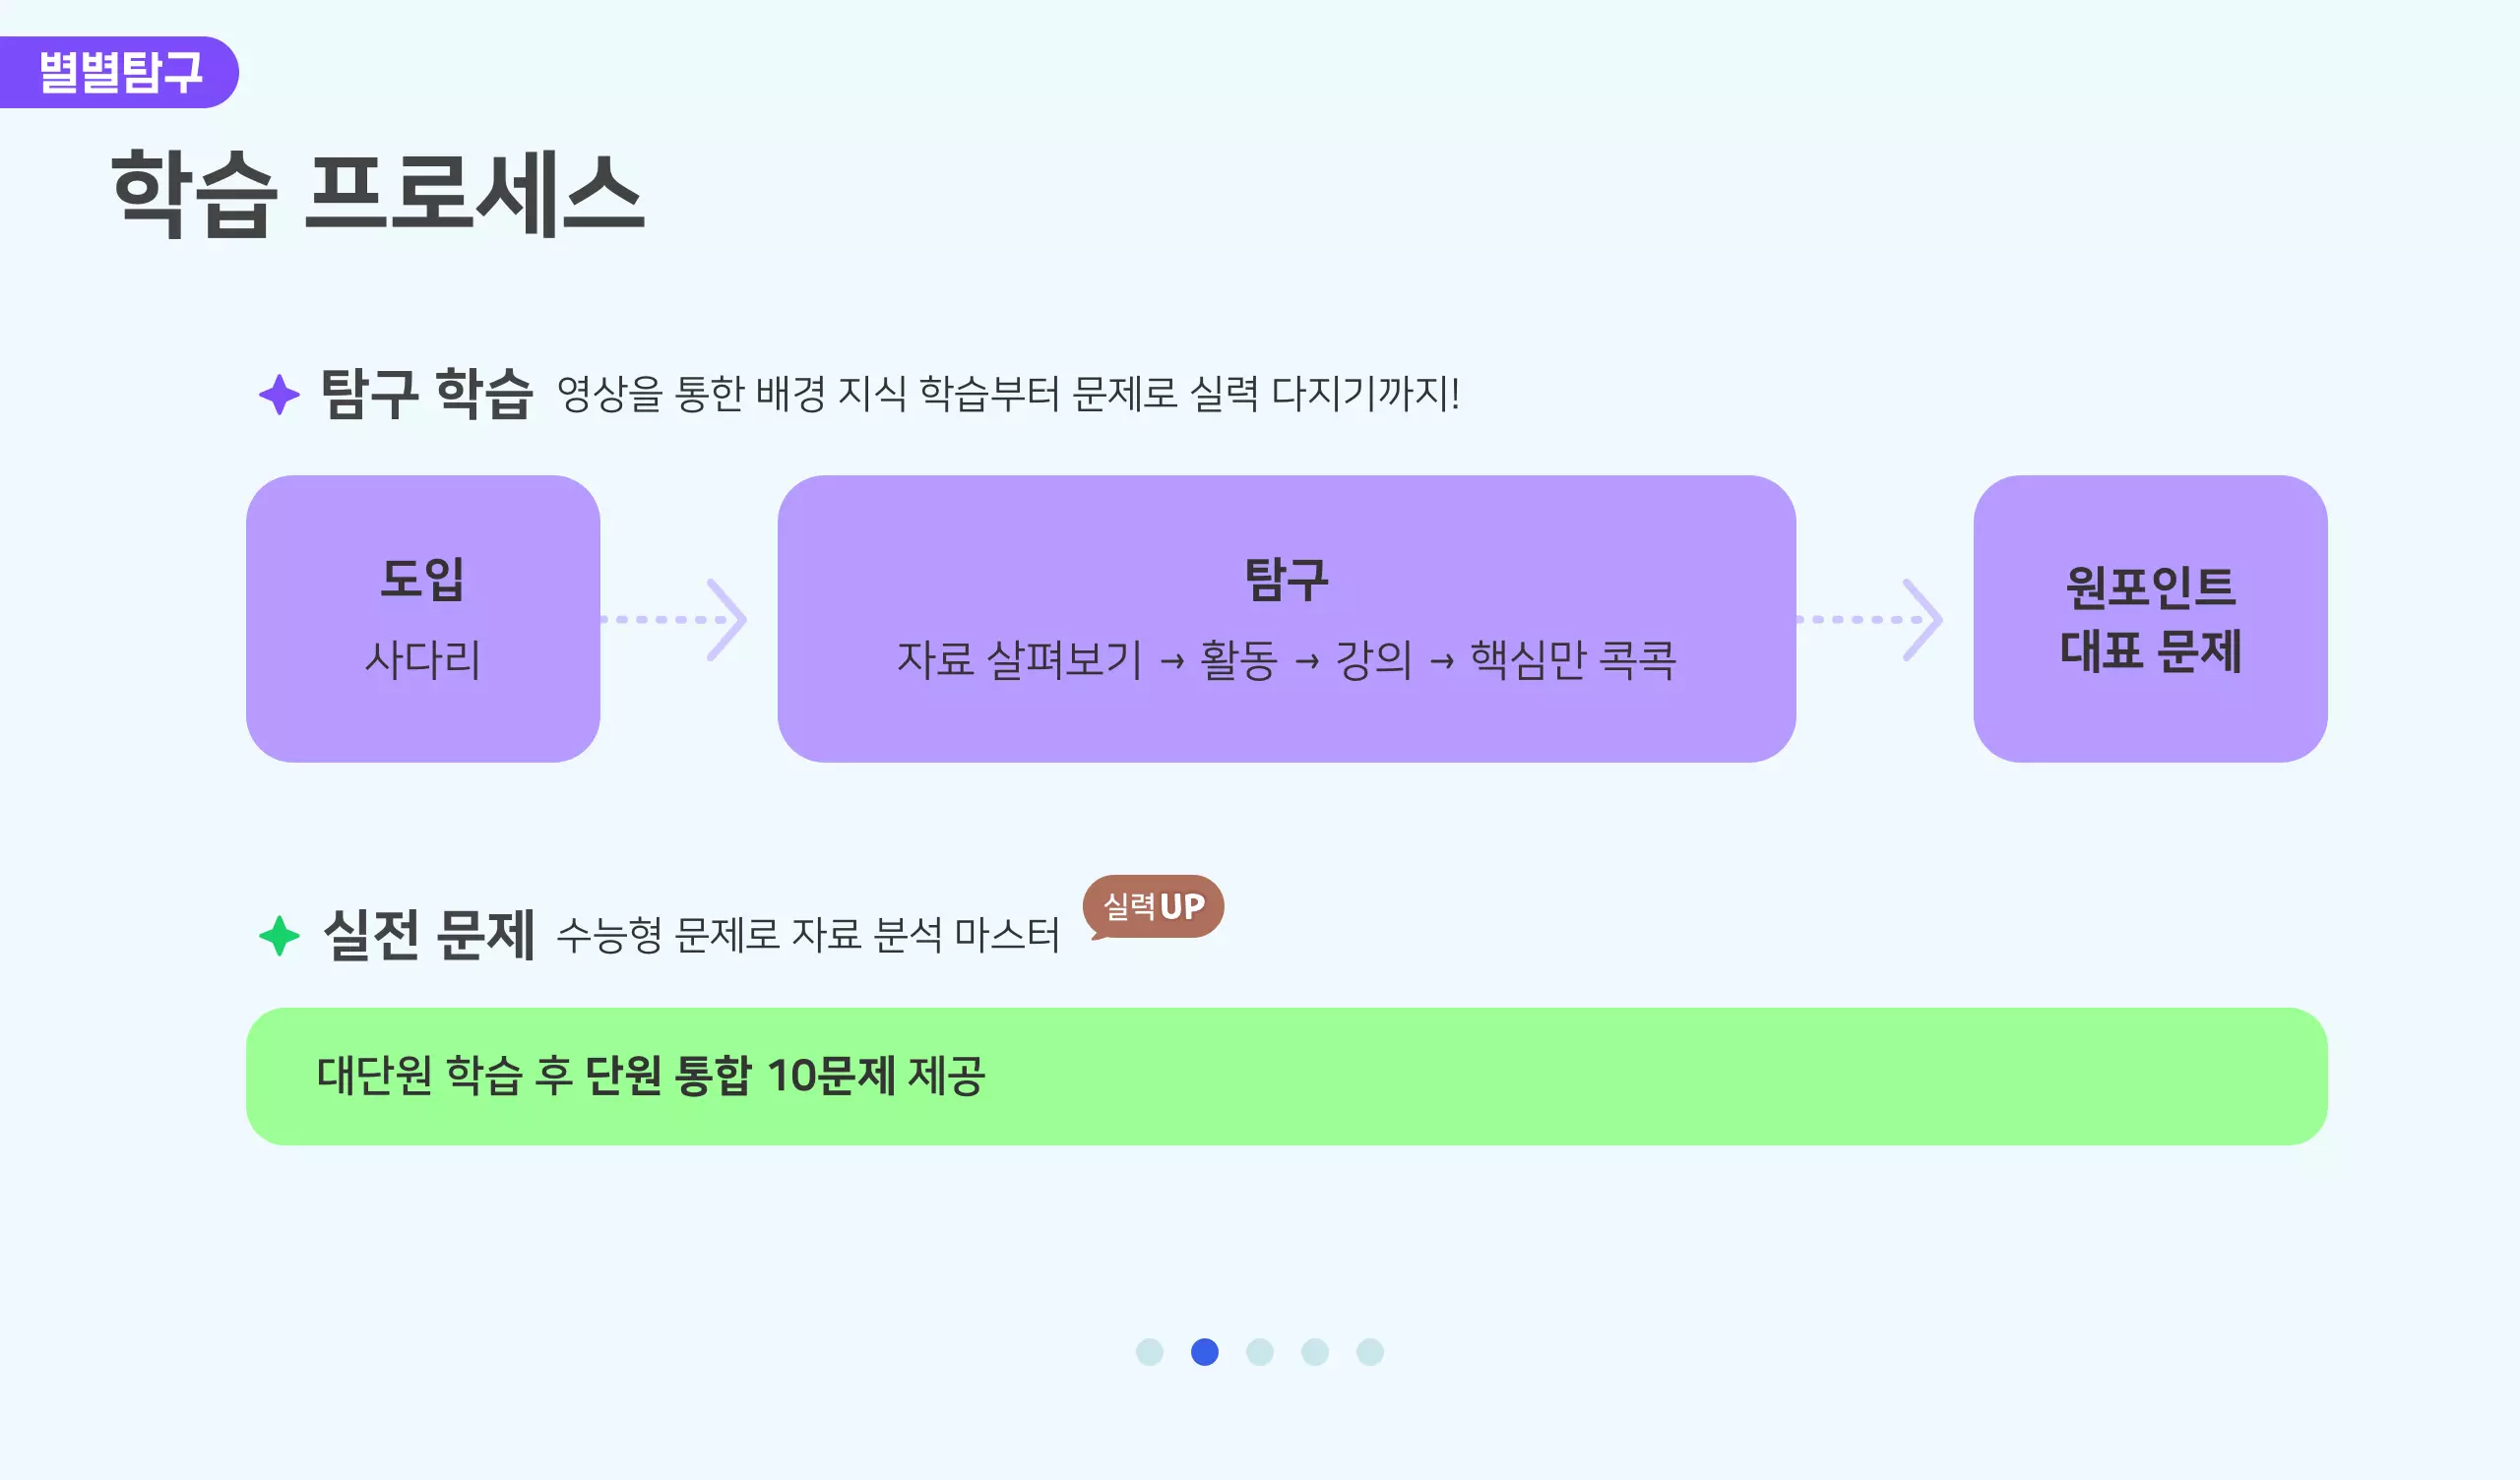 별별탐구
학습 프로세스
탐구 학습 영상을 통한 배경 지식 학습부터 문제로 실력 다지기까지!
도입
사다리
탐구
자료 살펴보기 → 활동 → 강의 → 핵심만 콕콕
원포인트
대표 문제
실전 문제 수능형 문제로 자료 분석 마스터 실력UP
대단원 학습 후 단원 통합 10문제 제공